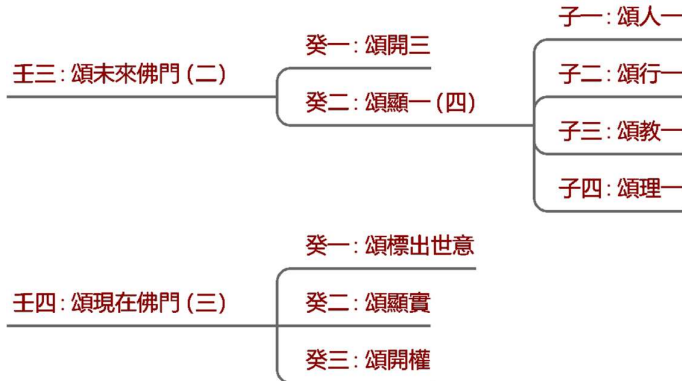 壬三：頌未來佛門(二)
癸一：頌開三
癸二：頌顯一(四)
子一：頌人一
子二：頌行一
子三：頌教一
子四：頌理一
壬四：頌現在佛門(三)
癸一：頌標出世意
癸二：頌顯實
癸三：頌開權